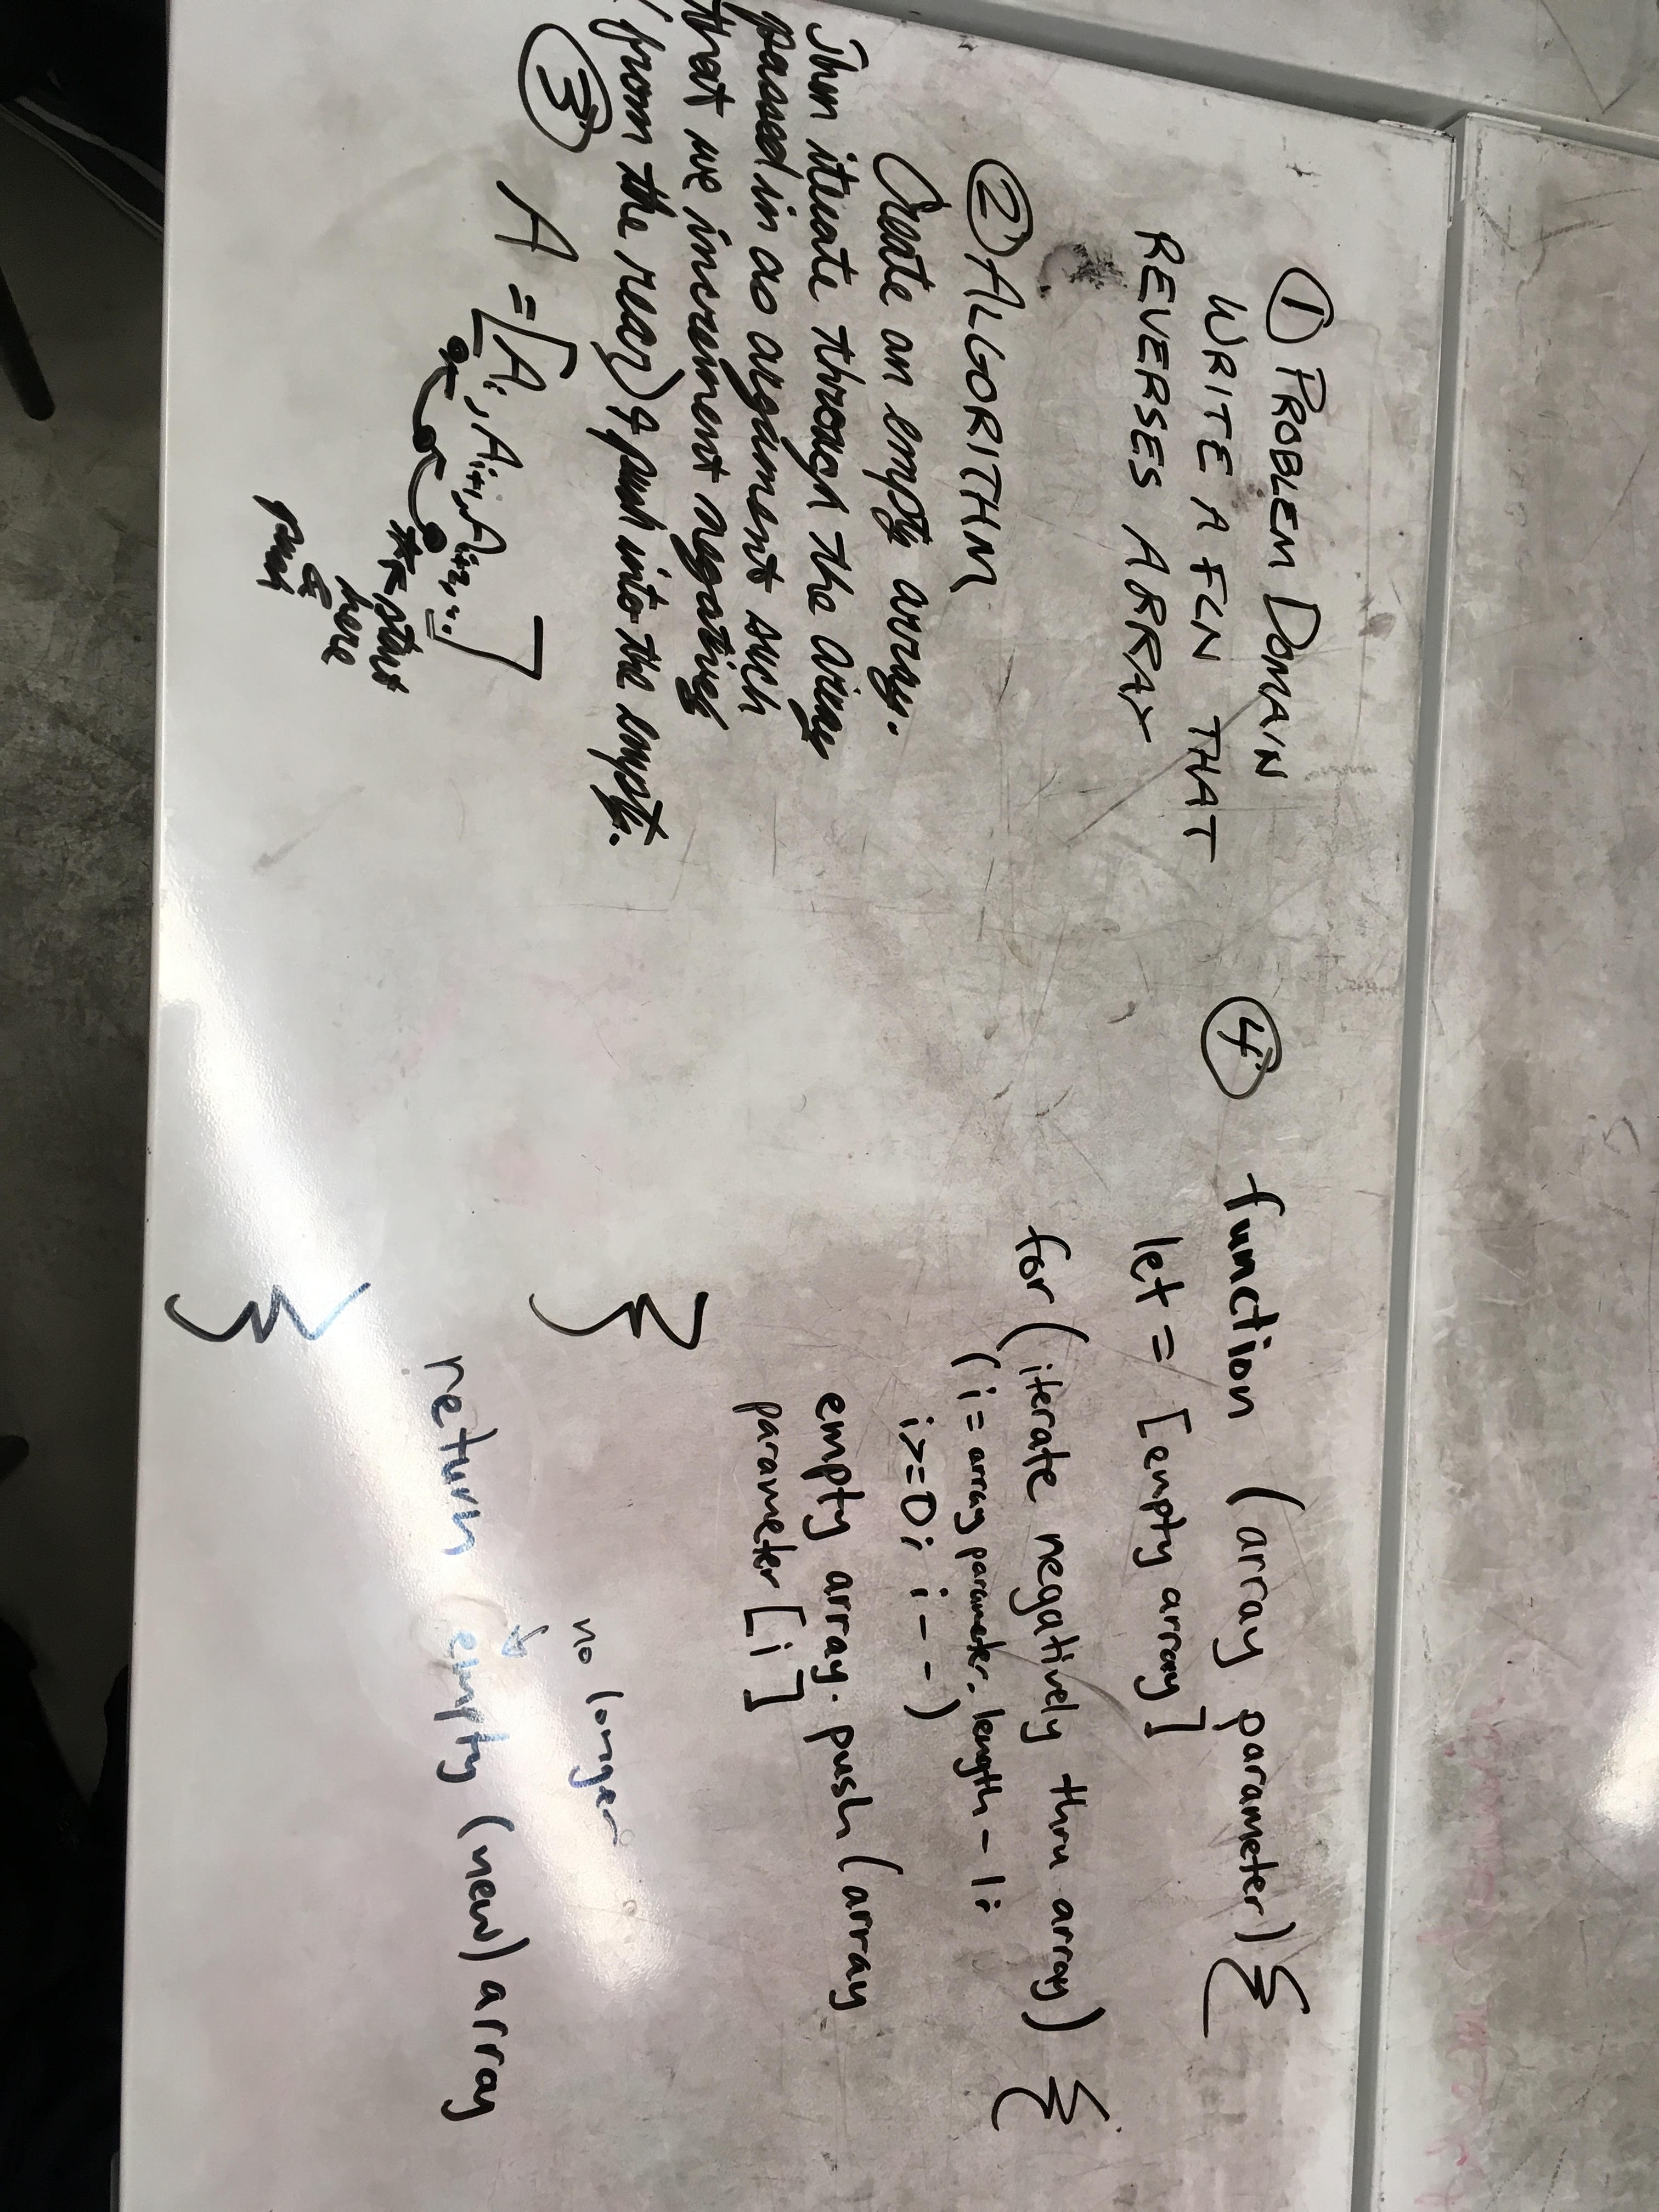 ① PROBLEM DOMAIN
WRITE A FCN THAT
REVERSES ARRAY
② ALGORITHM
Create an empty array.
Then iterate through the array
passed in as argument such
that we increment negatively
(from the rear) & push into the empty.
③
A = [Ai, Ai+1, Ai+2, ...]
start
here
&
push
④ function (array parameter) {
let = [empty array]
for (iterate negatively thru array) {
(i = array parameter.length - 1;
i >= 0; i--)
empty array.push(array
parameter[i]
}
no longer
return empty (new) array
}